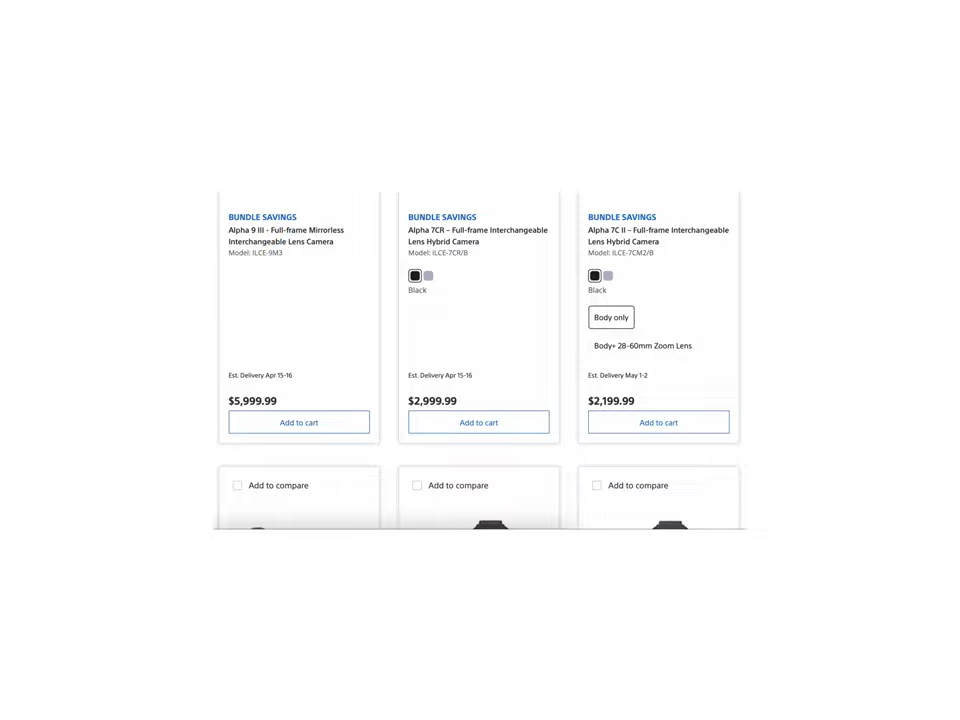 BUNDLE SAVINGS
Alpha 9 III - Full-frame Mirrorless
Interchangeable Lens Camera
Model: ILCE-9M3
Est. Delivery Apr 15-16
$5,999.99
Add to cart
BUNDLE SAVINGS
Alpha 7CR – Full-frame Interchangeable
Lens Hybrid Camera
Model: ILCE-7CR/B
Black
Est. Delivery Apr 15-16
$2,999.99
Add to cart
BUNDLE SAVINGS
Alpha 7C II – Full-frame Interchangeable
Lens Hybrid Camera
Model: ILCE-7CM2/B
Black
Body only
Body+ 28-60mm Zoom Lens
Est. Delivery May 1-2
$2,199.99
Add to cart
Add to compare
Add to compare
Add to compare